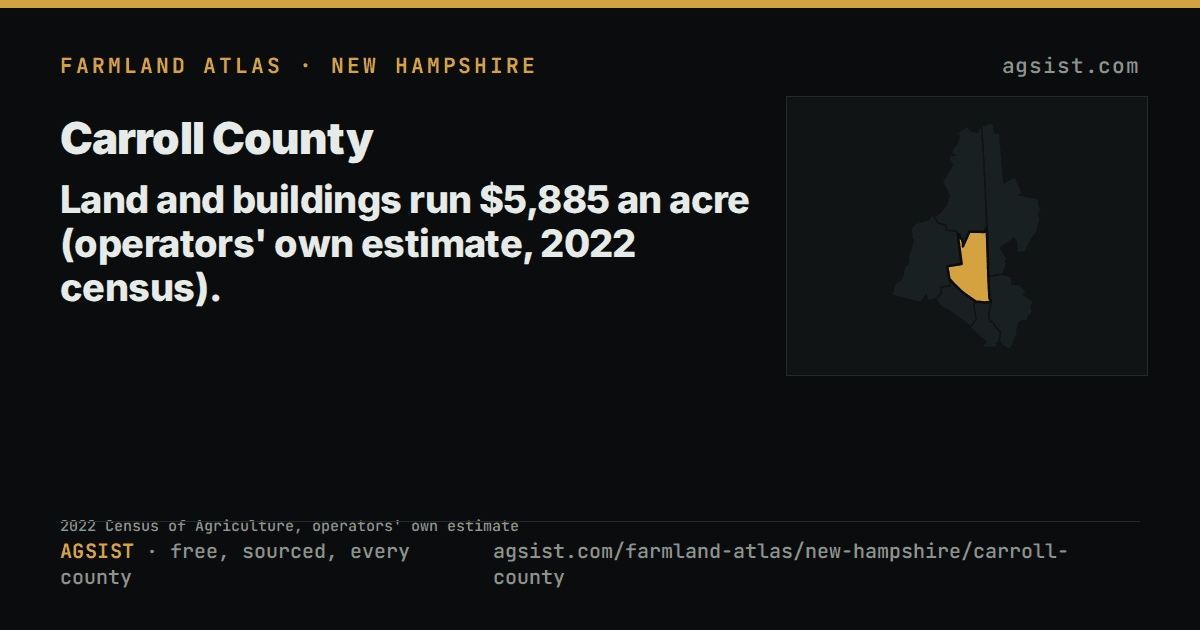 FARMLAND ATLAS · NEW HAMPSHIRE
agsist.com
Carroll County
Land and buildings run $5,885 an acre
(operators' own estimate, 2022
census).
2022 Census of Agriculture, operators' own estimate
AGSIST · free, sourced, every
county
agsist.com/farmland-atlas/new-hampshire/carroll-
county